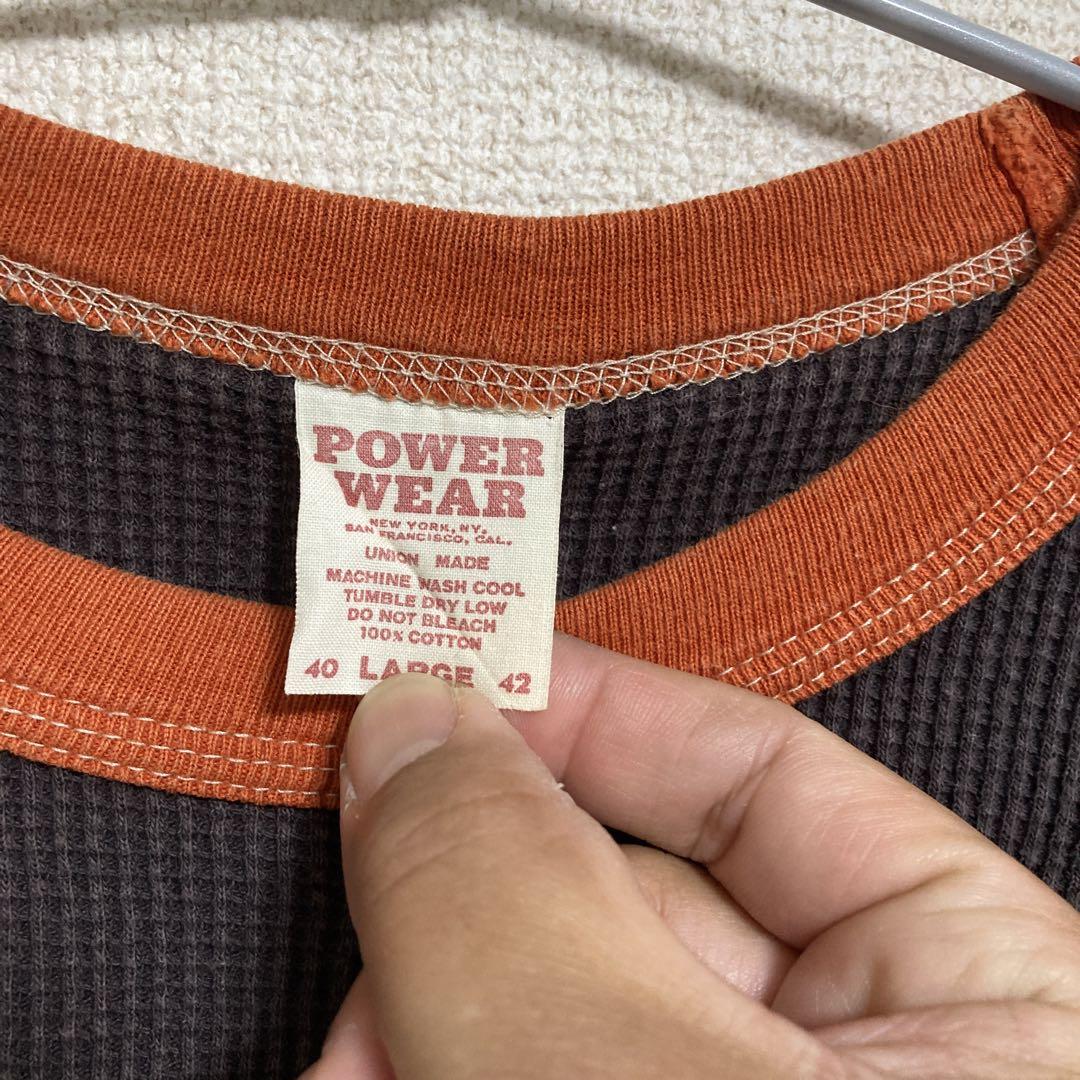 POWER
WEAR
NEW YORK, NY.
SAN FRANCISCO, CAL.
UNION MADE
MACHINE WASH COOL
TUMBLE DRY LOW
DO NOT BLEACH
100% COTTON
40 LARGE 42